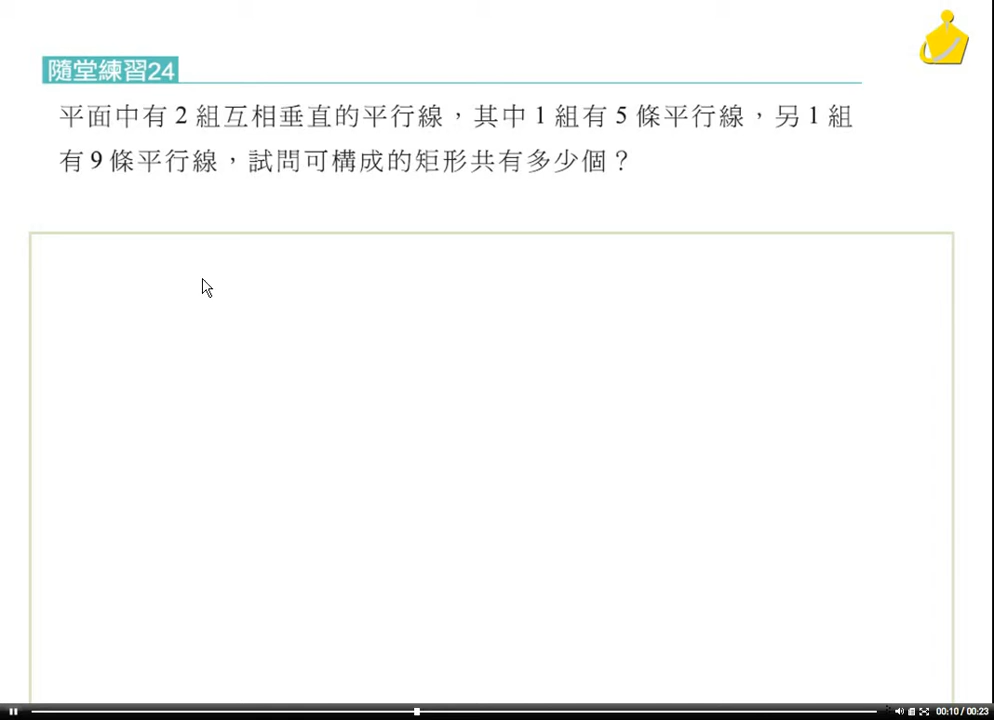 隨堂練習24
平面中有 2 組互相垂直的平行線，其中 1 組有 5 條平行線，另 1 組
有 9 條平行線，試問可構成的矩形共有多少個？
00:10 / 00:23